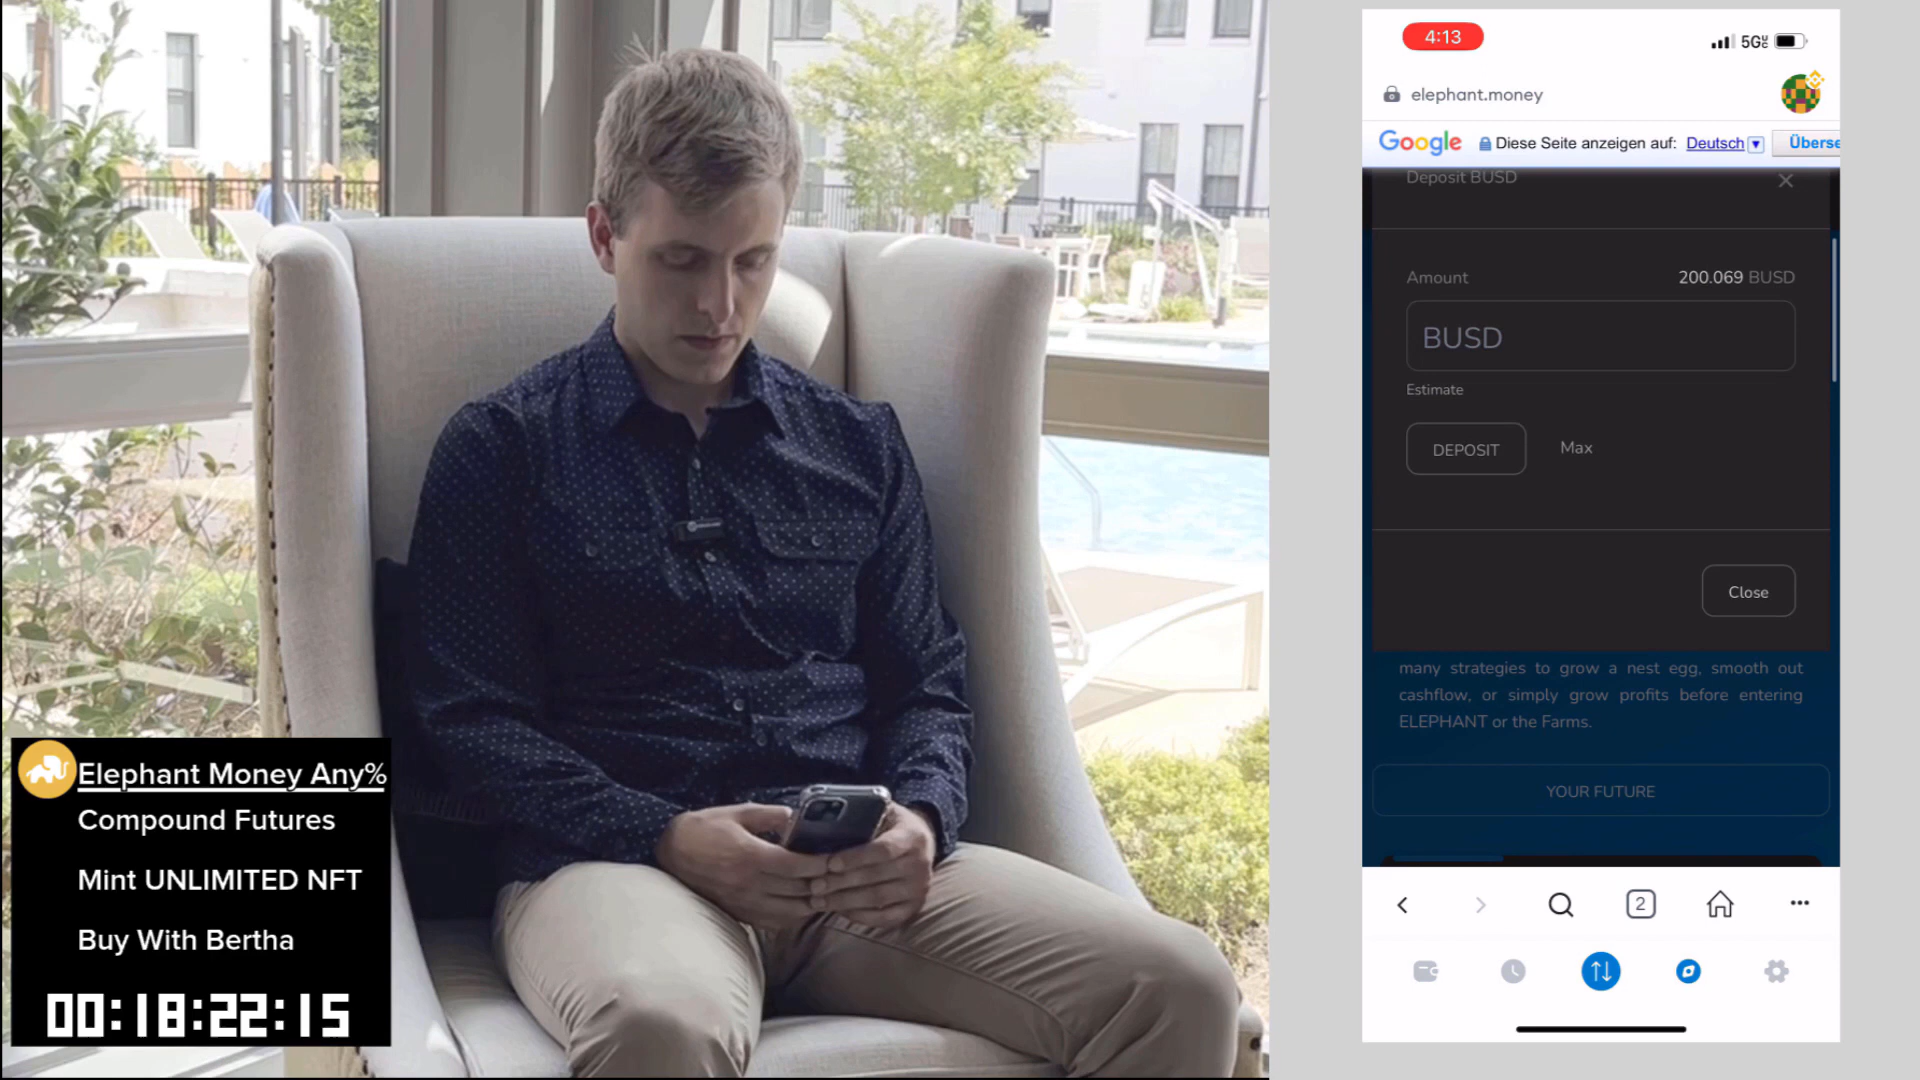 Elephant Money Any%
Compound Futures
Mint UNLIMITED NFT
Buy With Bertha
00:18:22:15
4:13
5G
elephant.money
Google Diese Seite anzeigen auf: Deutsch Überse
Deposit BUSD
Amount 200.069 BUSD
BUSD
Estimate
DEPOSIT Max
Close
many strategies to grow a nest egg, smooth out
cashflow, or simply grow profits before entering
ELEPHANT or the Farms.
YOUR FUTURE
2